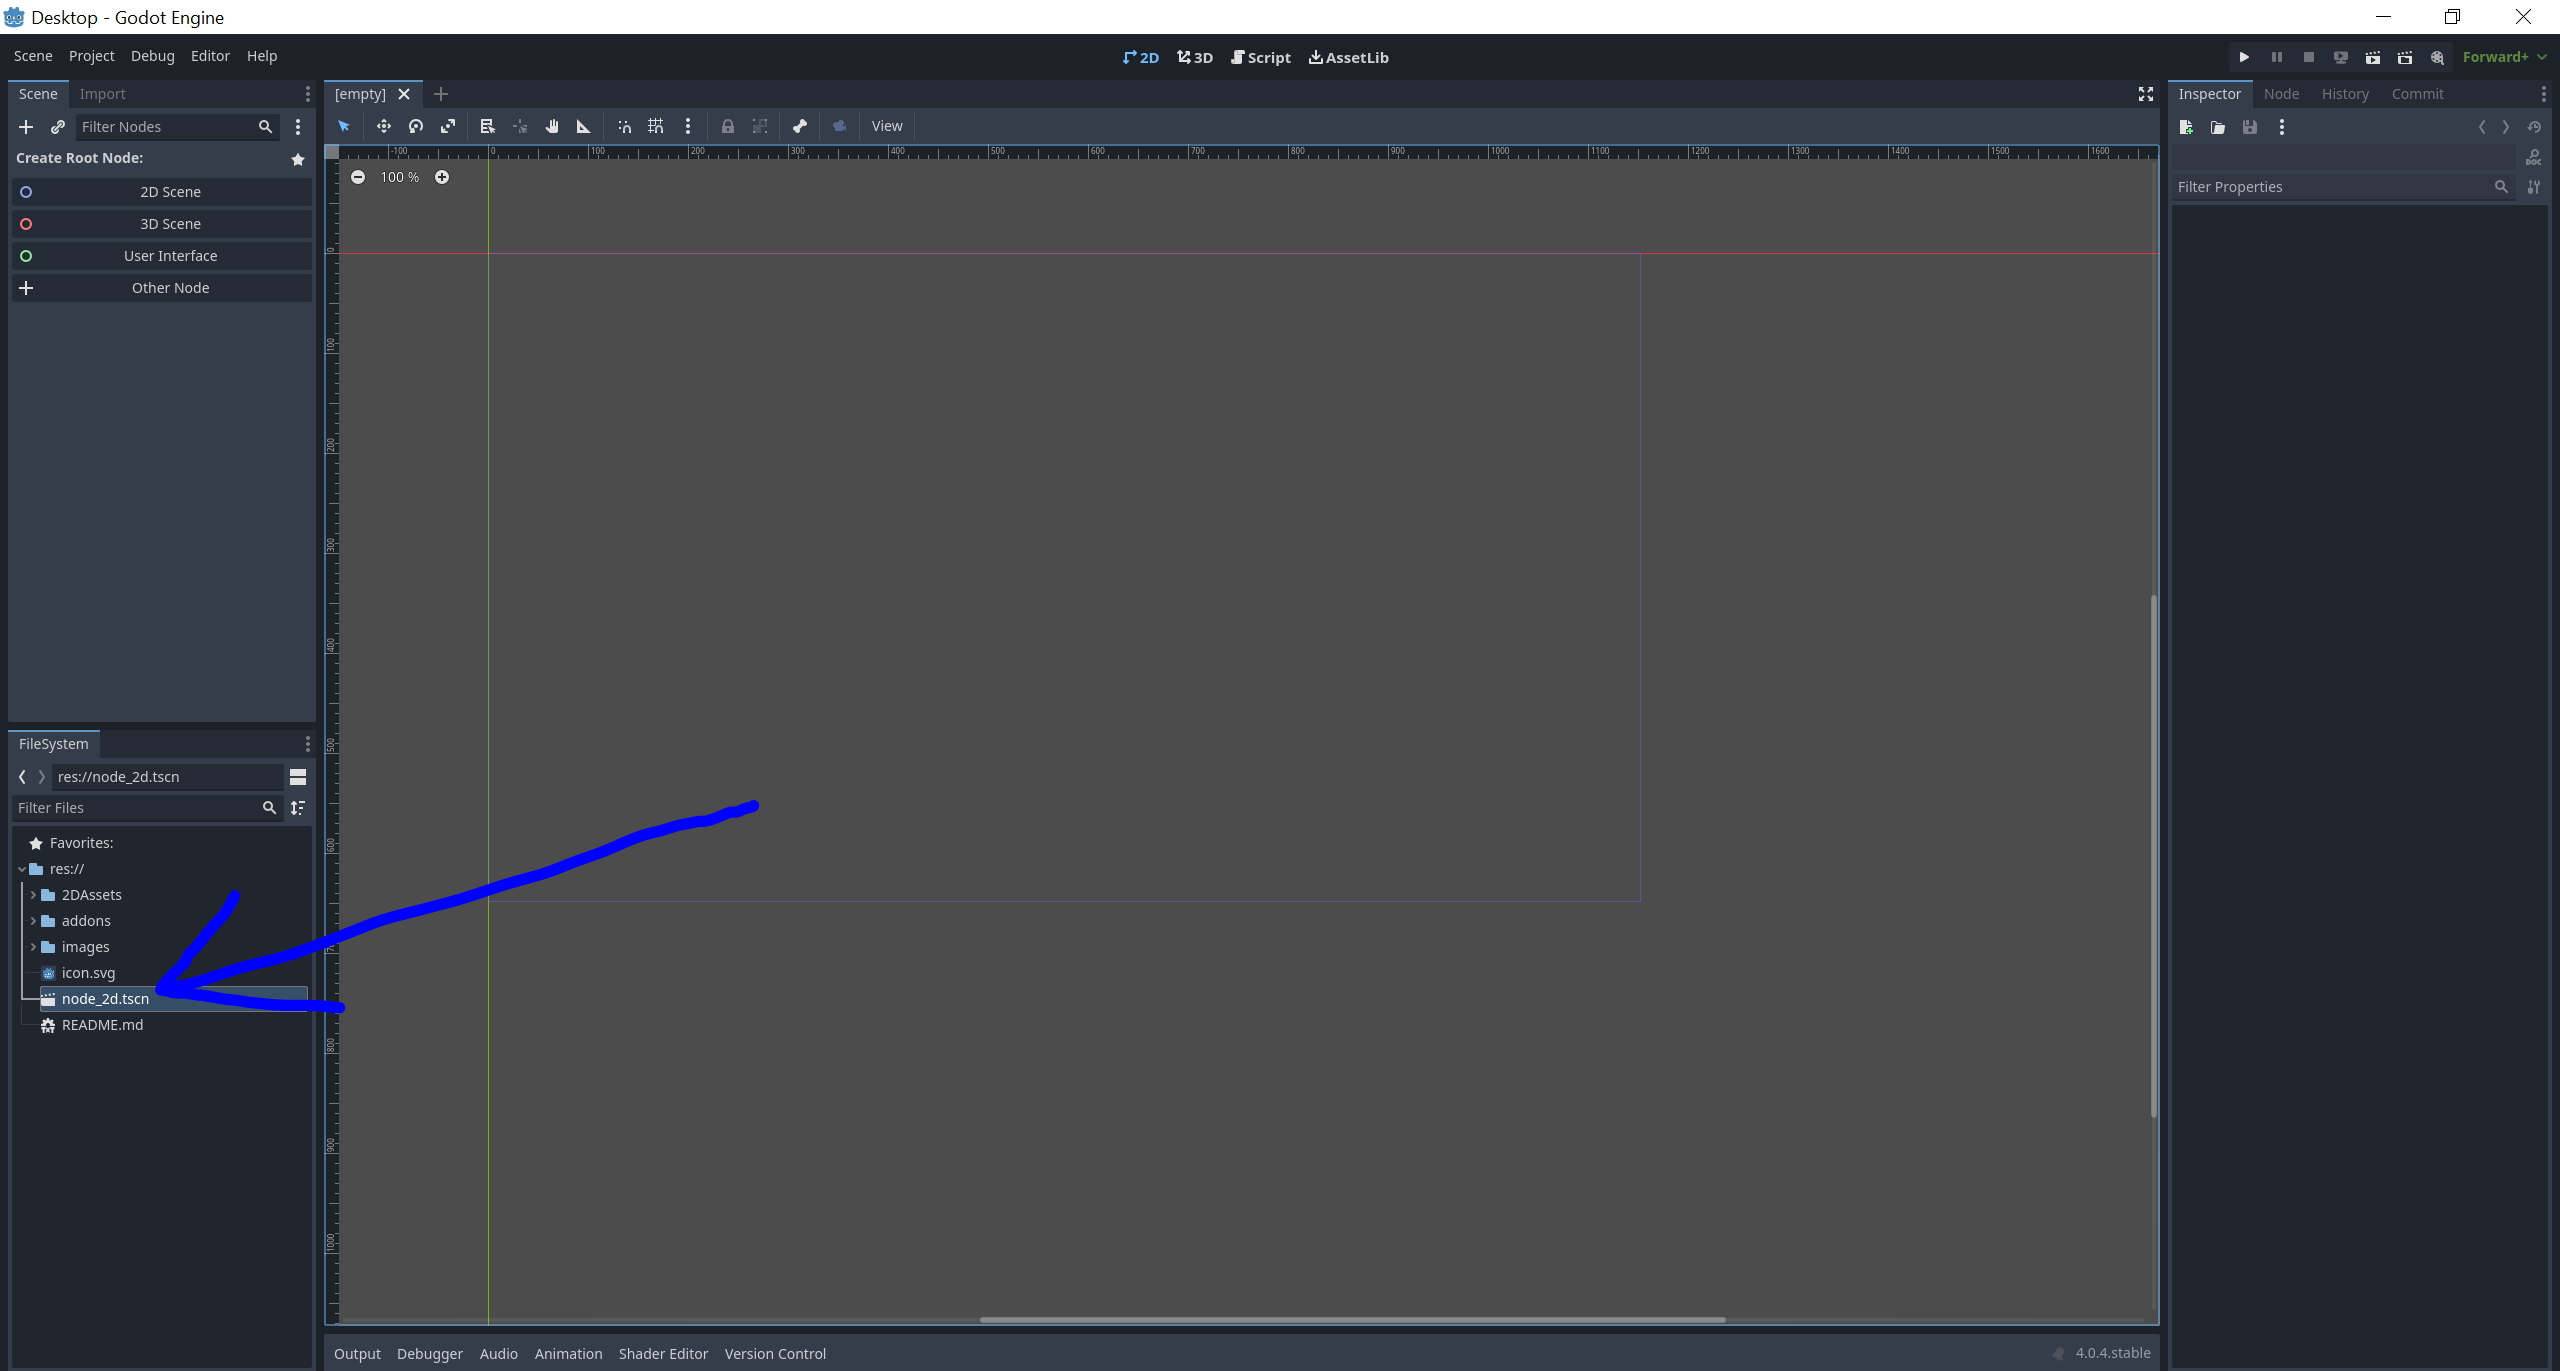 Desktop - Godot Engine
Scene Project Debug Editor Help
2D 3D Script AssetLib
Forward+
Scene Import
[empty]
Inspector Node History Commit
Filter Nodes
View
Create Root Node:
2D Scene
3D Scene
User Interface
Other Node
-100 0 100 200 300 400 500 600 700 800 900 1000 1100 1200 1300 1400 1500 1600
100 %
DOC
Filter Properties
0
100
200
300
400
500
600
800
900
1000
FileSystem
res://node_2d.tscn
Filter Files
Favorites:
res://
2DAssets
addons
images
icon.svg
node_2d.tscn
README.md
Output Debugger Audio Animation Shader Editor Version Control
4.0.4.stable